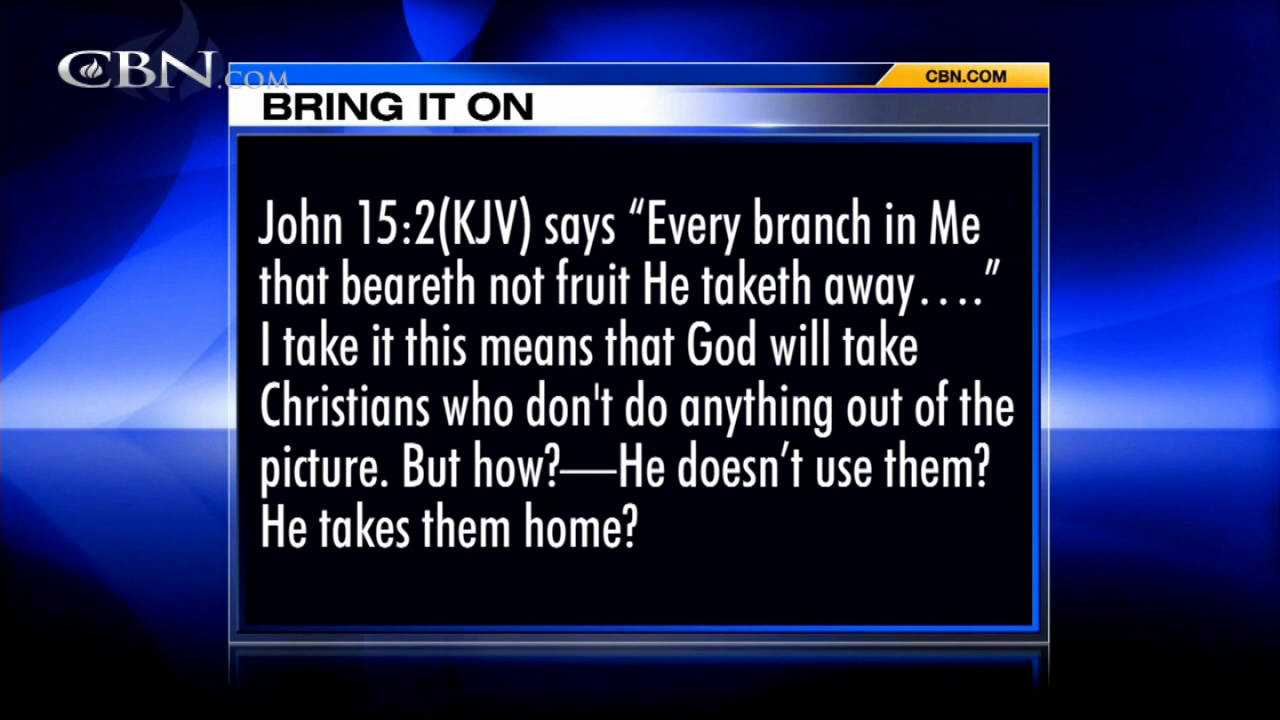 CBN.COM
CBN.COM
BRING IT ON
John 15:2(KJV) says “Every branch in Me
that beareth not fruit He taketh away....”
I take it this means that God will take
Christians who don't do anything out of the
picture. But how?—He doesn’t use them?
He takes them home?